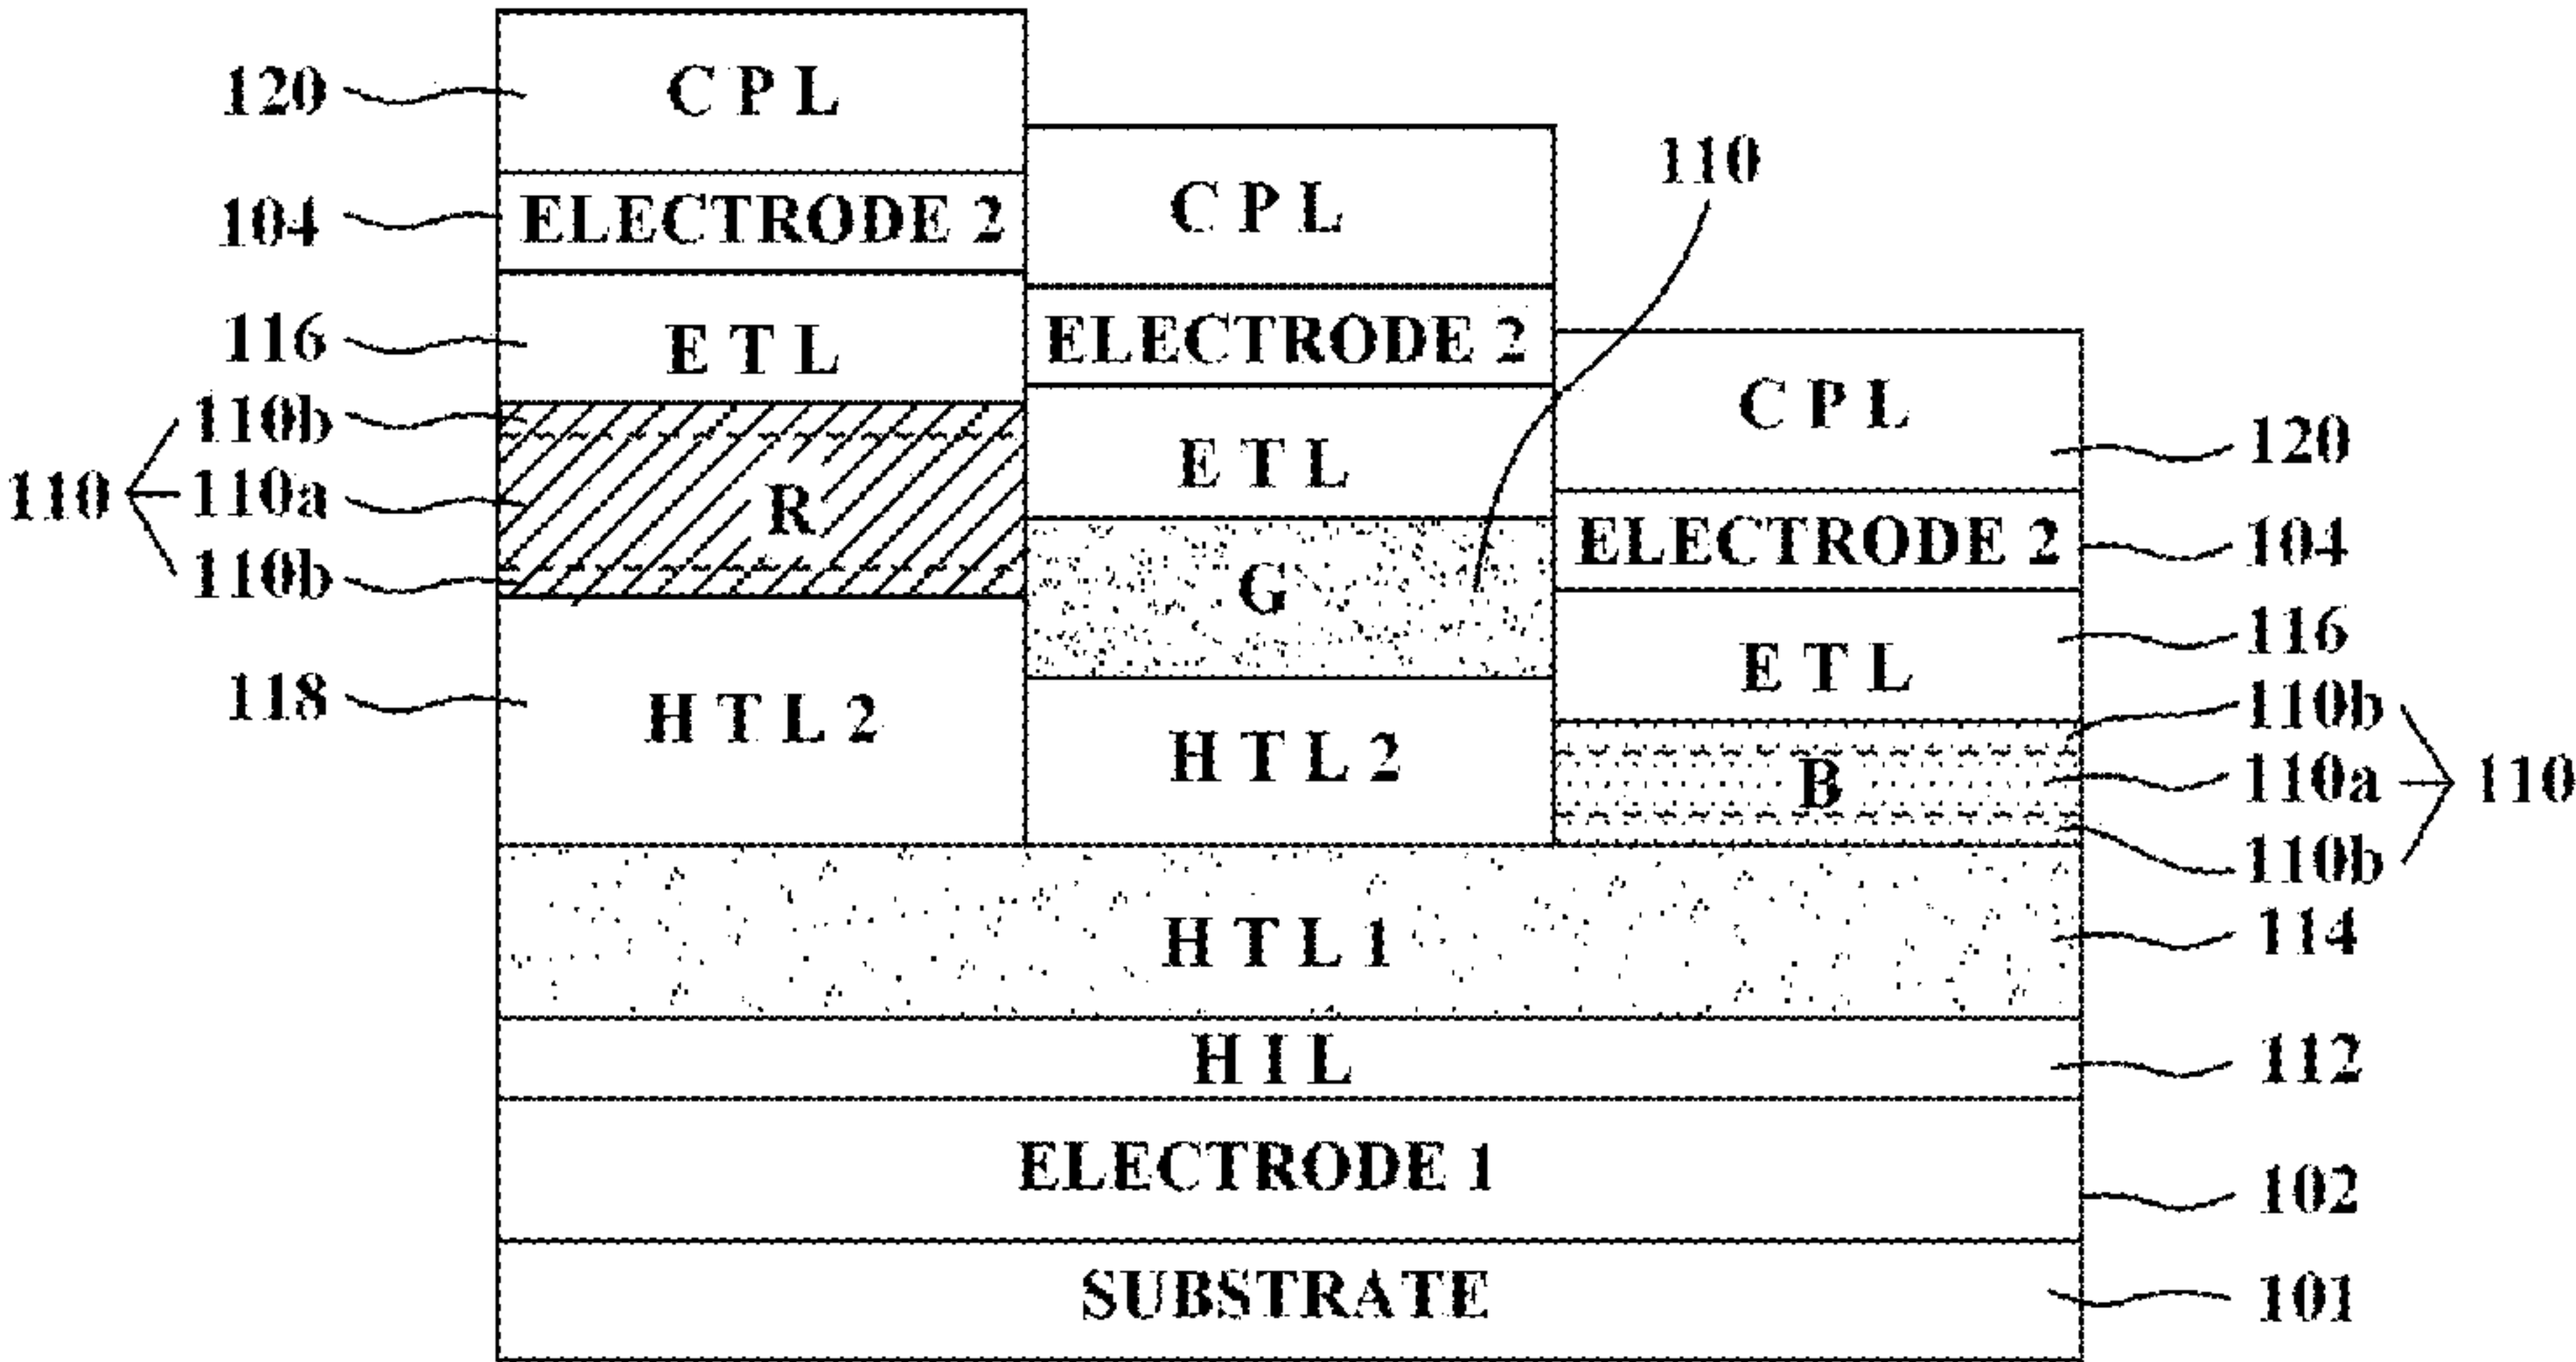 120
C P L
104
ELECTRODE 2
116
E T L
110
110b
110a
110b
R
118
H T L 2
C P L
ELECTRODE 2
E T L
110
G
H T L 2
C P L
120
ELECTRODE 2
104
E T L
116
B
110b
110a
110b
110
H T L 1
114
H I L
112
ELECTRODE 1
102
SUBSTRATE
101